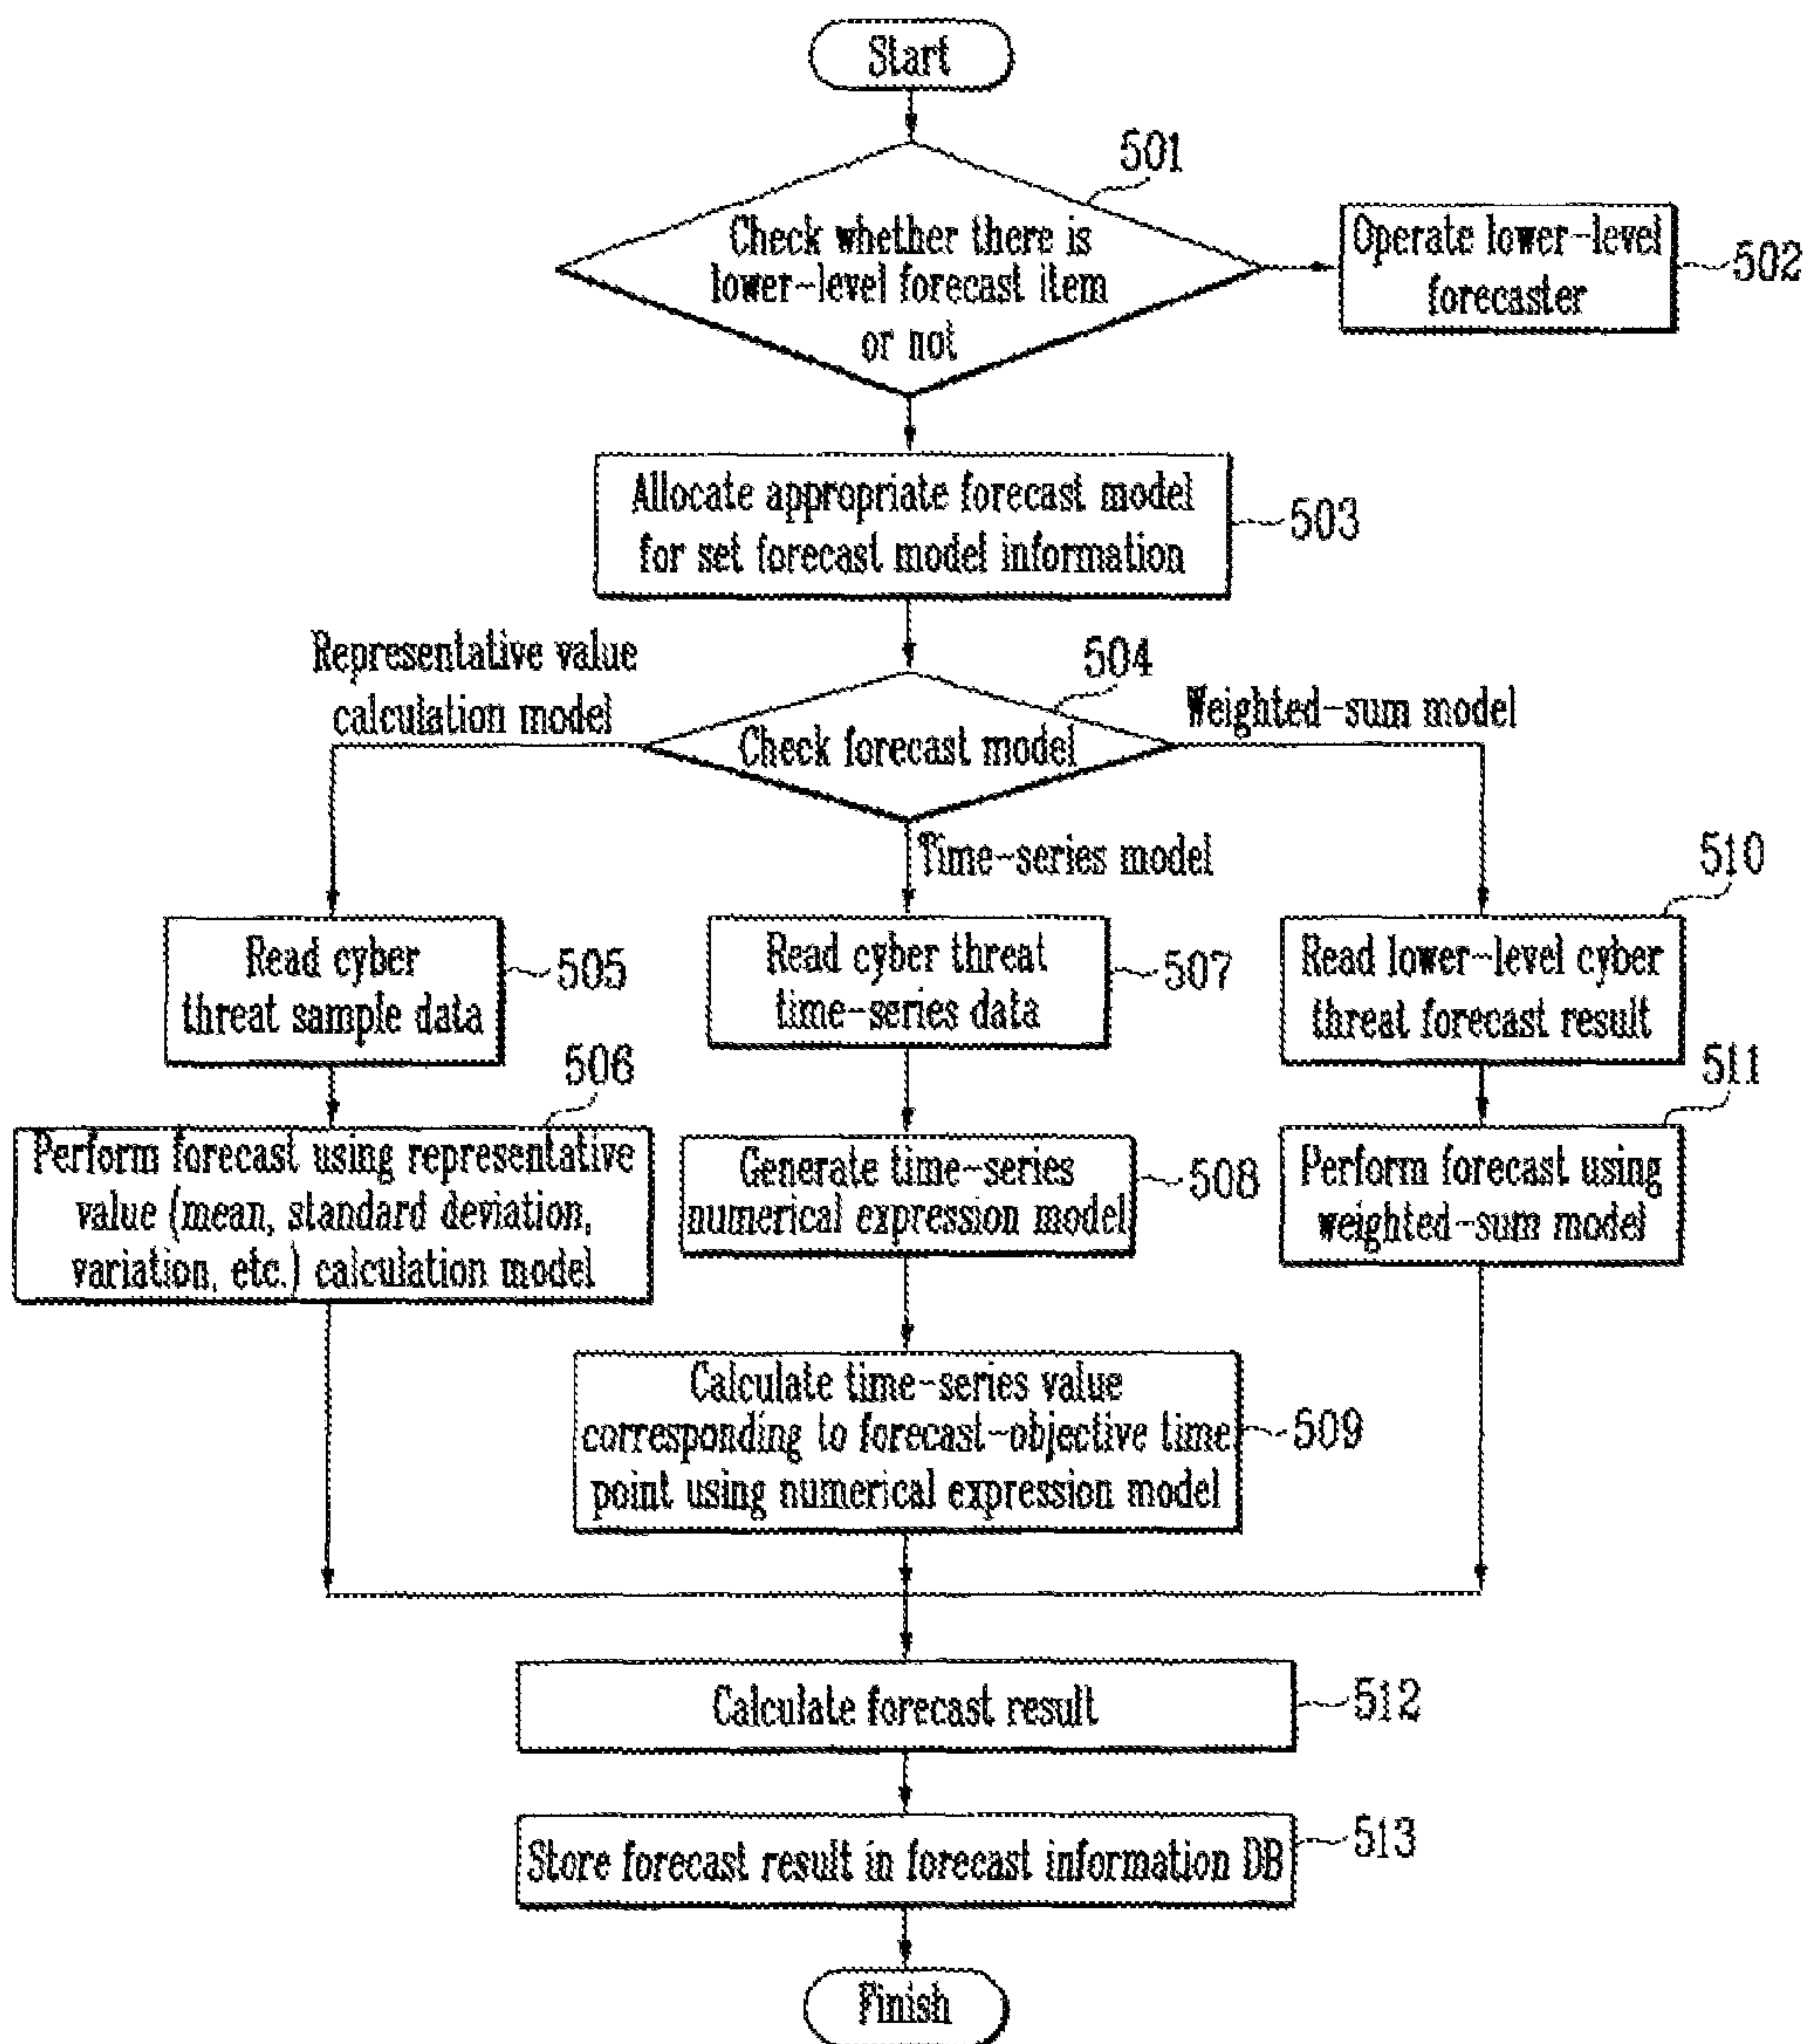 Start
501
Check whether there is
lower-level forecast item
or not
Operate lower-level
forecaster
502
Allocate appropriate forecast model
for set forecast model information
503
Representative value
calculation model
504
Check forecast model
Weighted-sum model
Time-series model
Read cyber
threat sample data
505
Read cyber threat
time-series data
507
510
Read lower-level cyber
threat forecast result
506
Perform forecast using representative
value (mean, standard deviation,
variation, etc.) calculation model
Generate time-series
numerical expression model
508
511
Perform forecast using
weighted-sum model
Calculate time-series value
corresponding to forecast-objective time
point using numerical expression model
509
Calculate forecast result
512
Store forecast result in forecast information DB
513
Finish